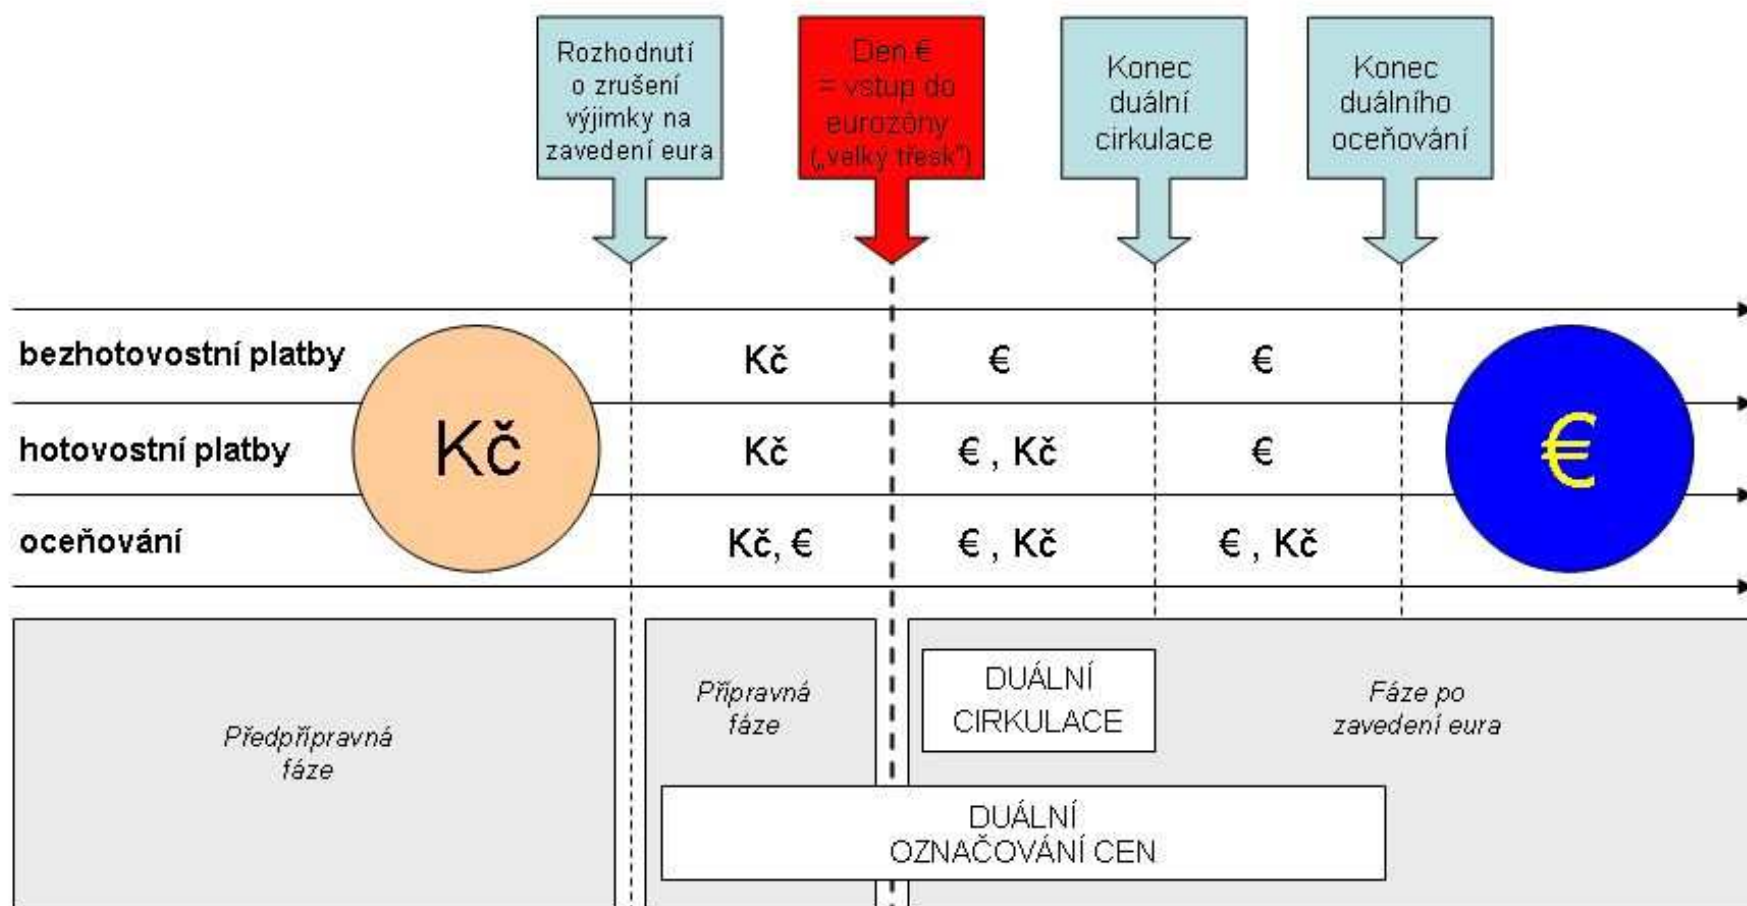 Rozhodnutí
o zrušení
výjimky na
zavedení eura
Den €
= vstup do
eurozóny
(„velký třesk")
Konec
duální
cirkulace
Konec
duálního
oceňování
bezhotovostní platby
Kč
€
€
hotovostní platby
Kč
Kč
€ , Kč
€
€
oceňování
Kč, €
€ , Kč
€ , Kč
Předpřípravná
fáze
Přípravná
fáze
DUÁLNÍ
CIRKULACE
Fáze po
zavedení eura
DUÁLNÍ
OZNAČOVÁNÍ CEN